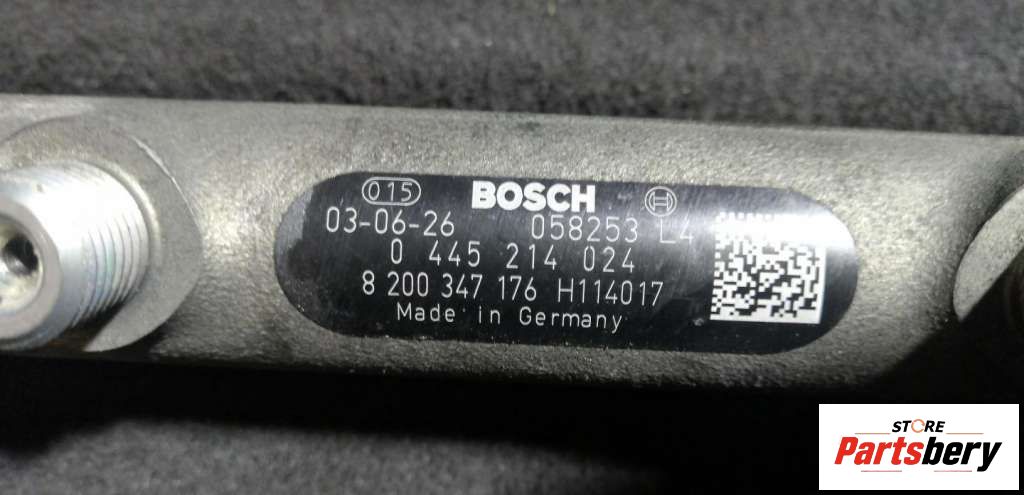 015 BOSCH
03-06-26 058253 L4
0 445 214 024
8 200 347 176 H114017
Made in Germany
STORE
Partsbery